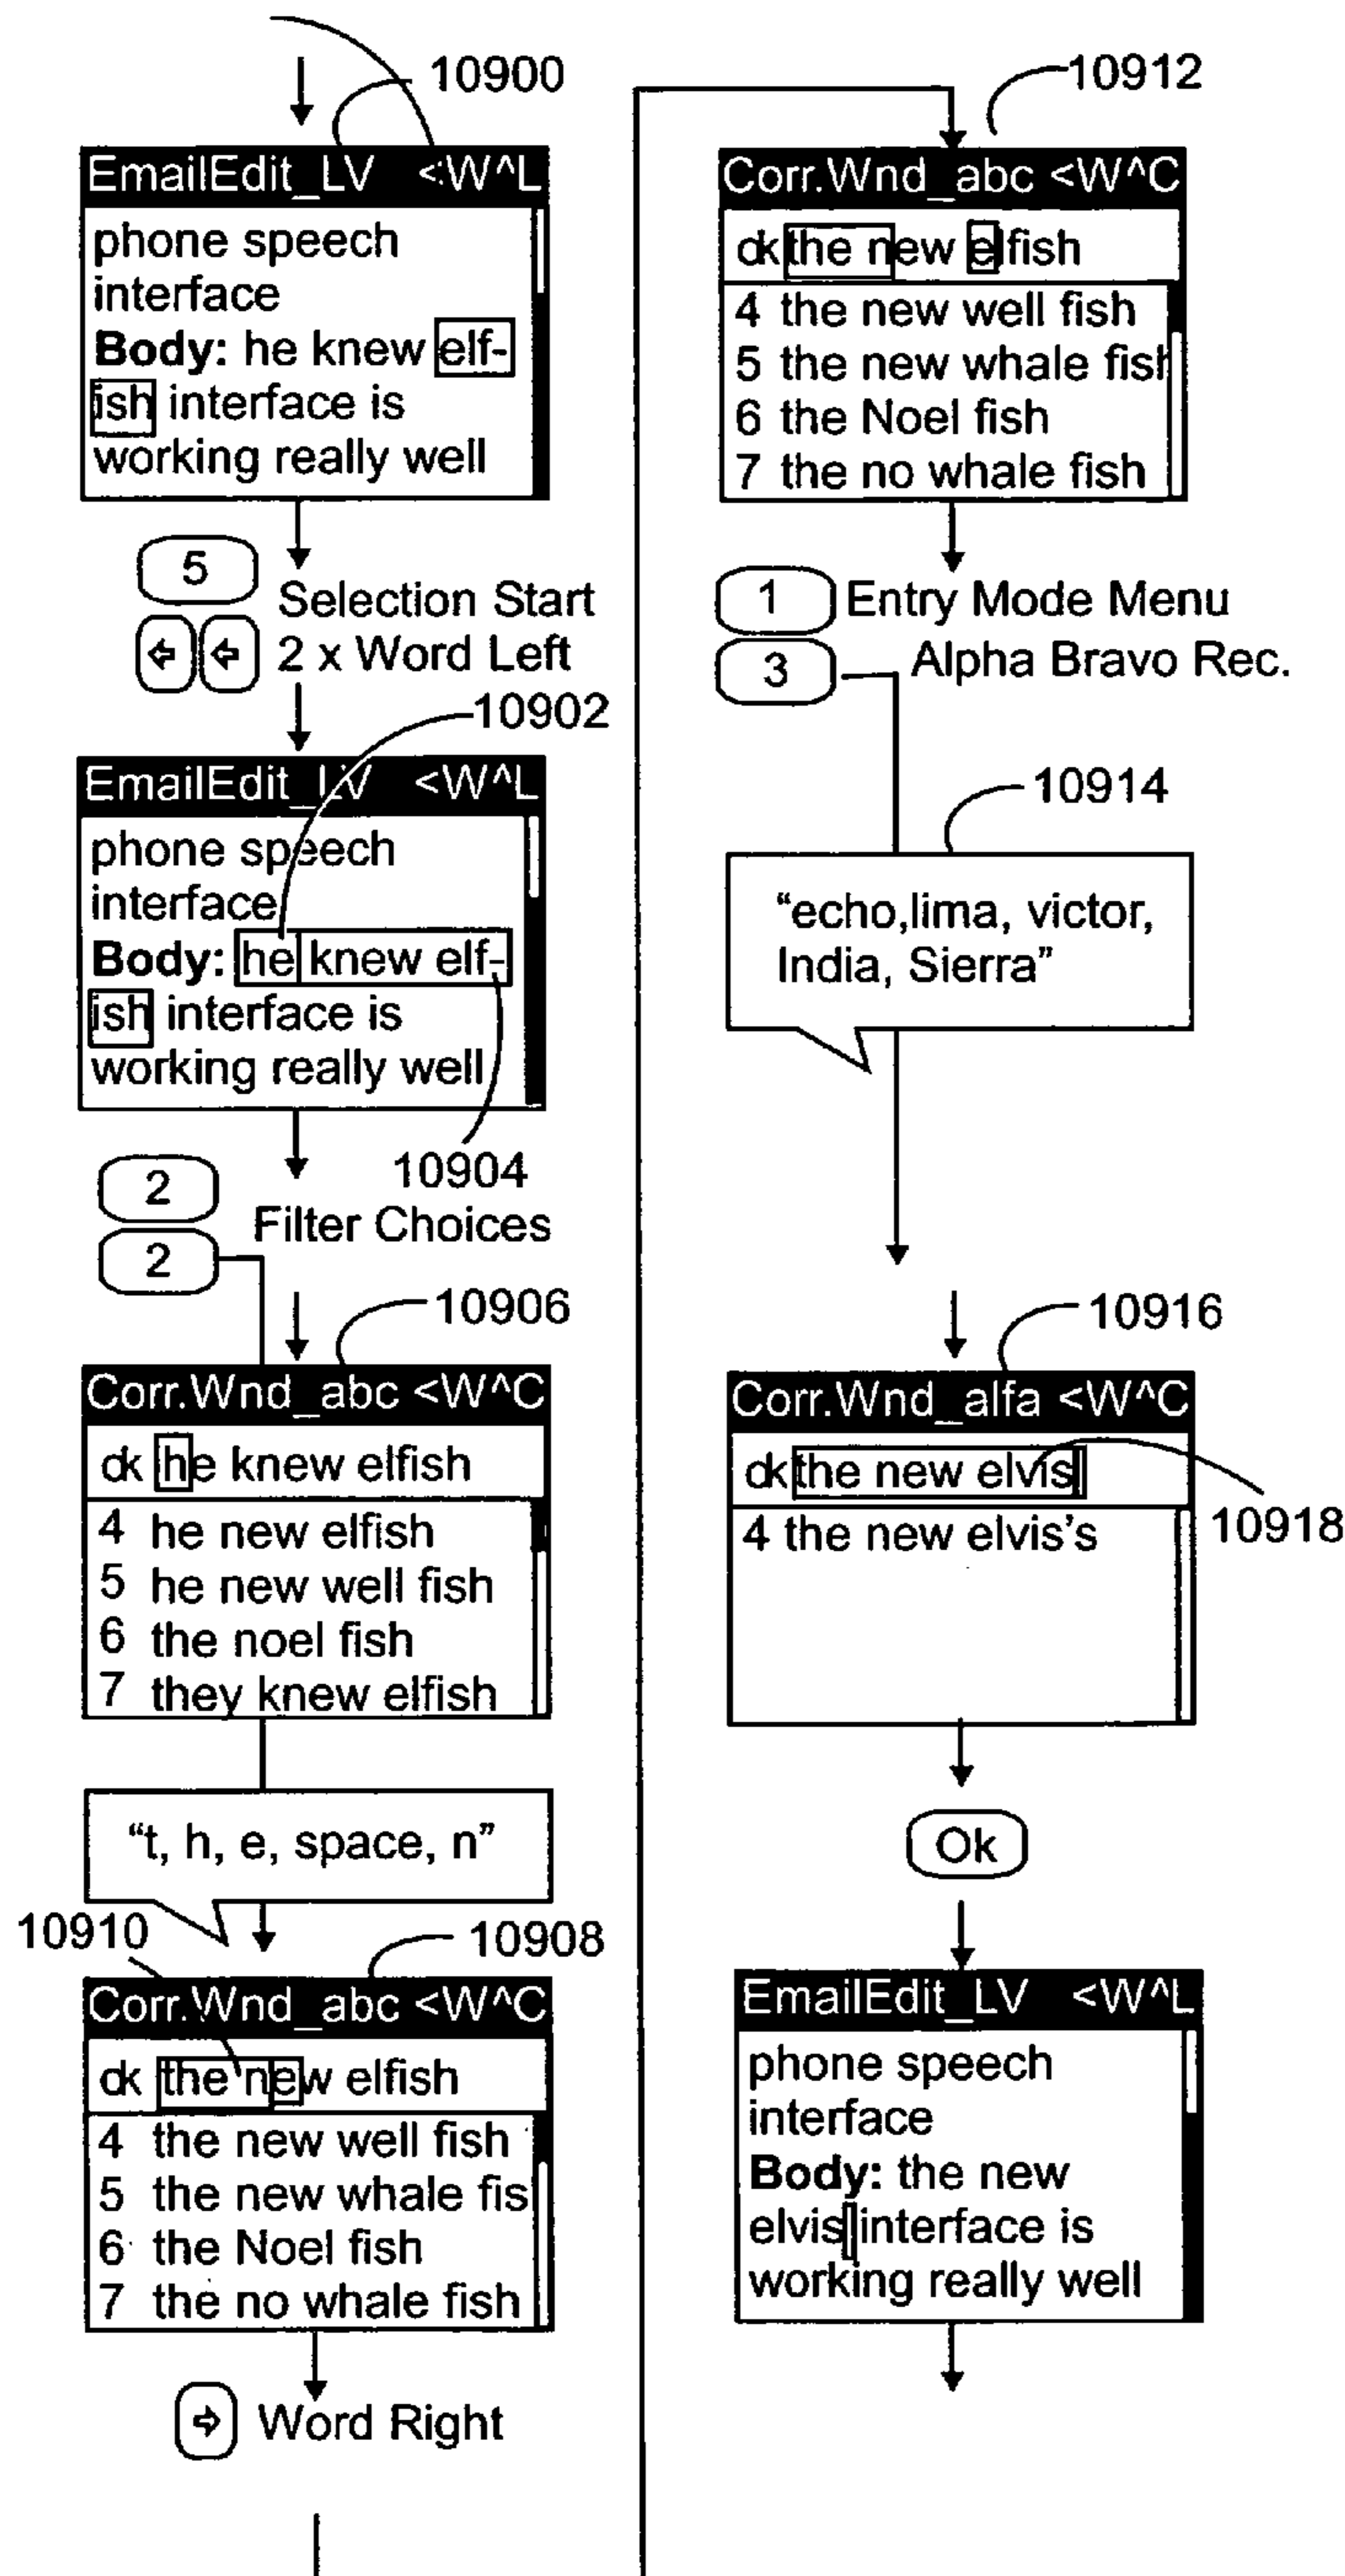 10900
EmailEdit_LV <W^L
phone speech
interface
Body: he knew elf-
ish interface is
working really well
5
Selection Start
2 x Word Left
10902
EmailEdit_LV <W^L
phone speech
interface
Body: he knew elf-
ish interface is
working really well
10904
2
Filter Choices
2
10906
Corr.Wnd_abc <W^C
ok he knew elfish
4 he new elfish
5 he new well fish
6 the noel fish
7 they knew elfish
“t, h, e, space, n”
10910
10908
Corr.Wnd_abc <W^C
ok the new elfish
4 the new well fish
5 the new whale fis
6 the Noel fish
7 the no whale fish
Word Right
10912
Corr.Wnd_abc <W^C
ok the new elfish
4 the new well fish
5 the new whale fish
6 the Noel fish
7 the no whale fish
1 Entry Mode Menu
3 Alpha Bravo Rec.
10914
“echo,lima, victor,
India, Sierra”
10916
Corr.Wnd_alfa <W^C
ok the new elvis
10918
4 the new elvis's
Ok
EmailEdit_LV <W^L
phone speech
interface
Body: the new
elvis interface is
working really well